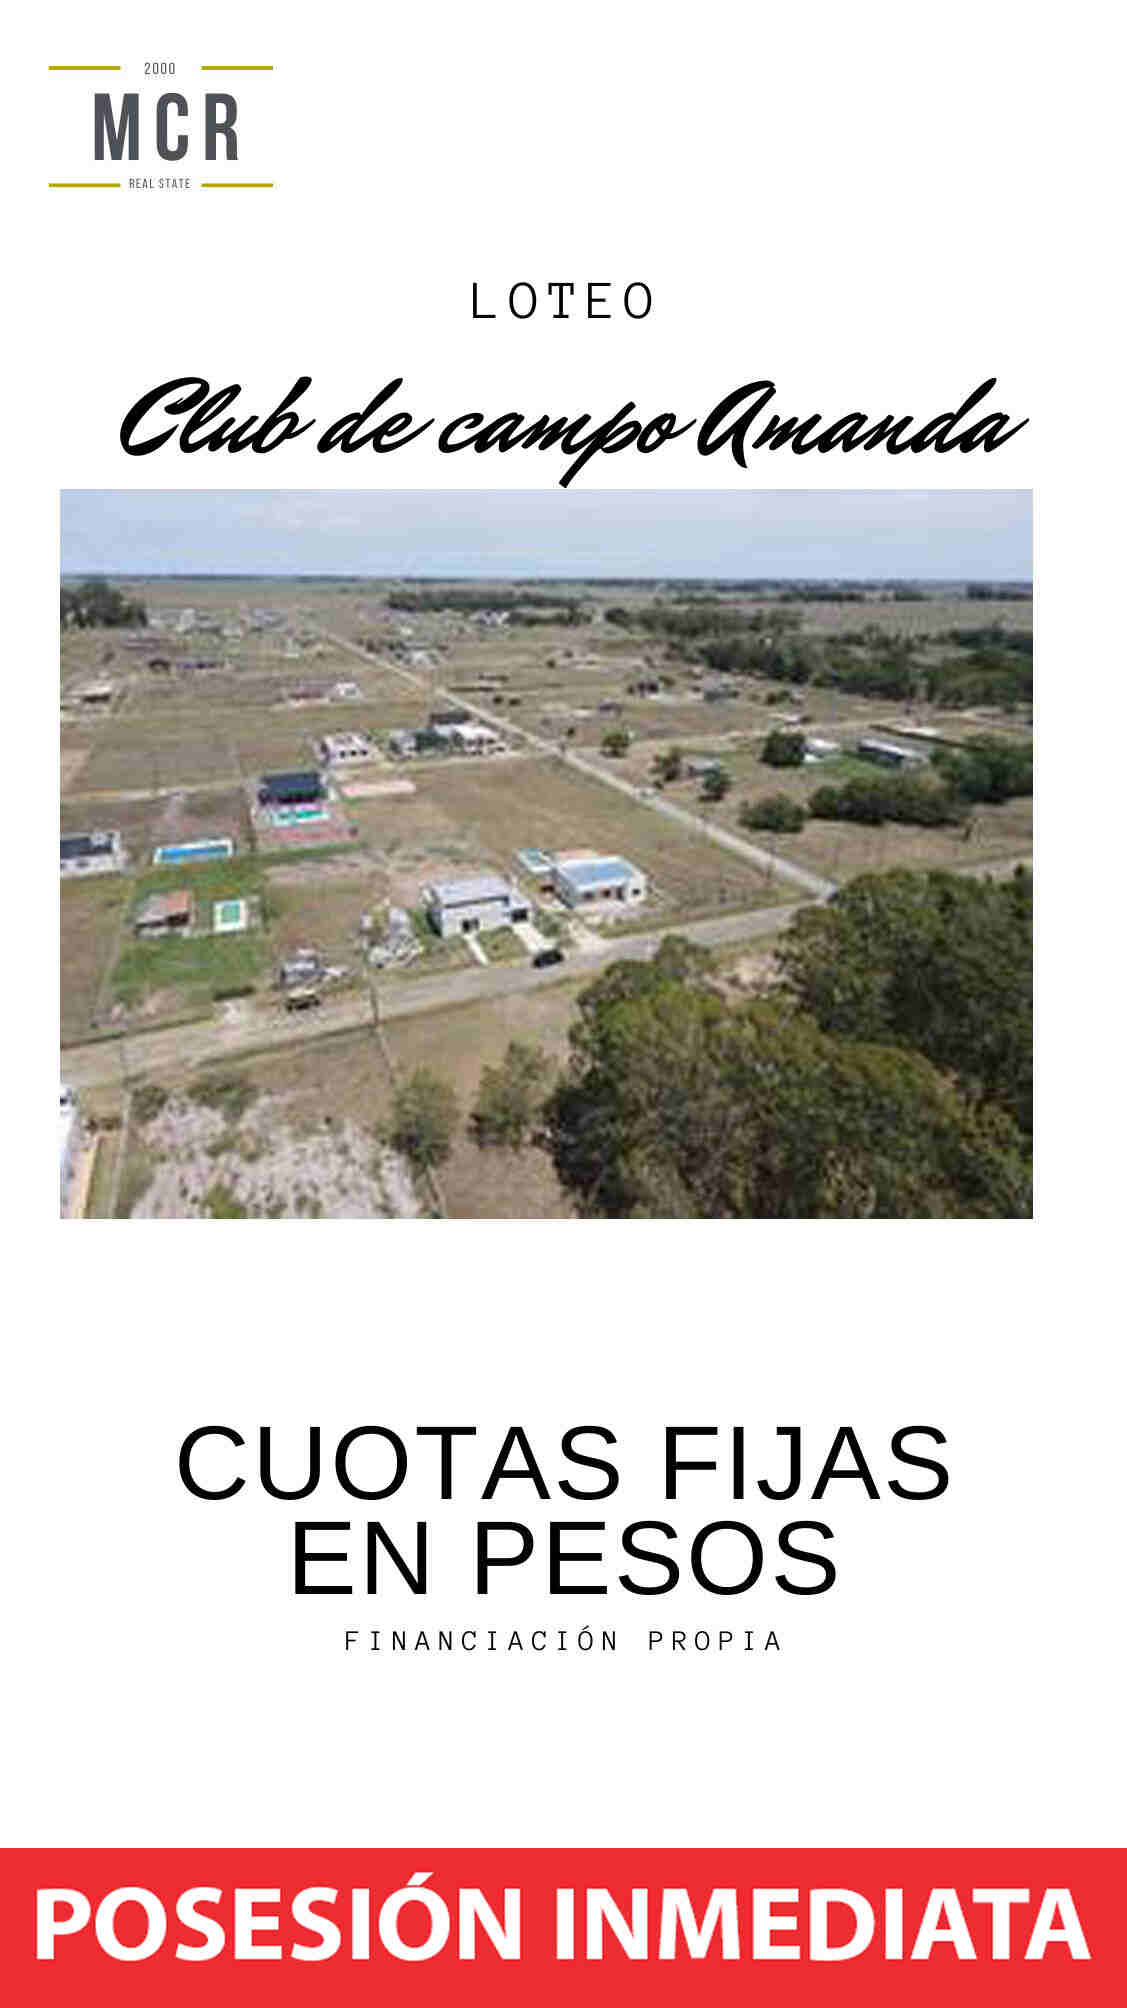 2000
MCR
REAL STATE
LOTEO
Club de campo Amanda
CUOTAS FIJAS
EN PESOS
FINANCIACIÓN PROPIA
POSESIÓN INMEDIATA